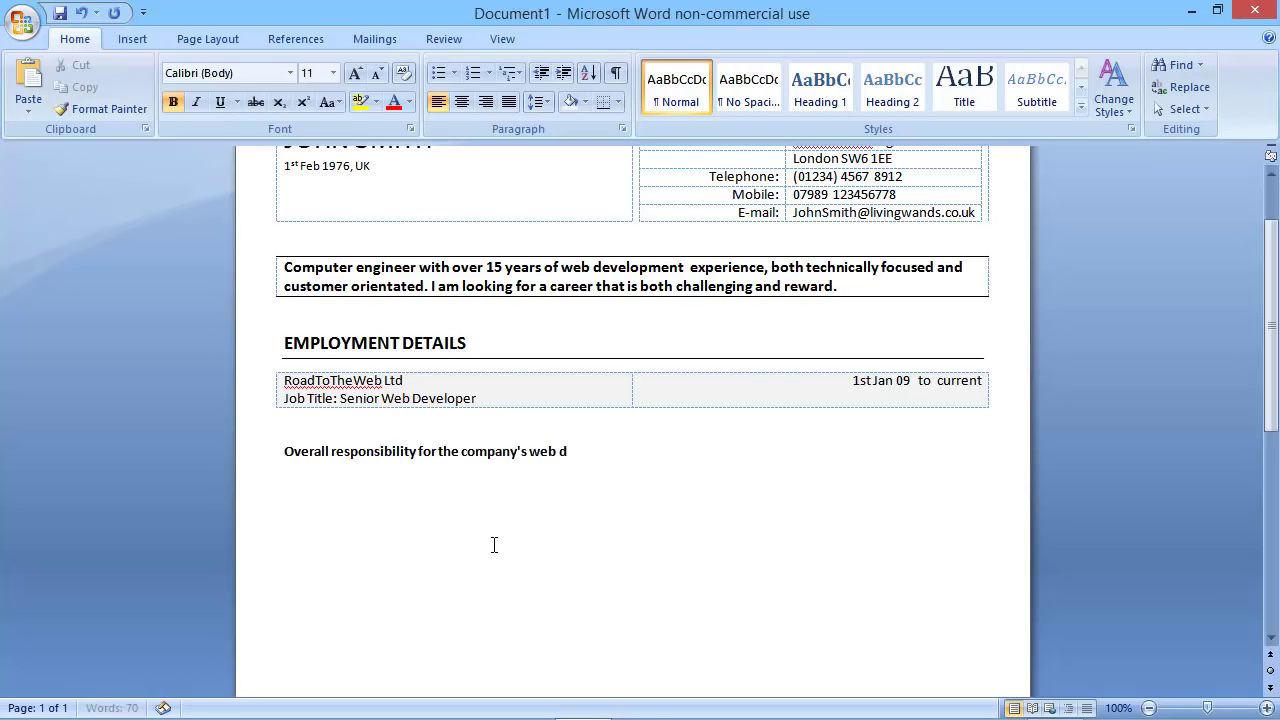 Document1 - Microsoft Word non-commercial use
Home Insert Page Layout References Mailings Review View
Paste
Cut
Copy
Format Painter
Clipboard
Calibri (Body) 11
Font
Paragraph
AaBbCcDc AaBbCcDc AaBbC AaBbCc AaB AaBbCc.
¶ Normal ¶ No Spaci... Heading 1 Heading 2 Title Subtitle
Change Styles
Styles
Find
Replace
Select
Editing
JOHN SMITH
1st Feb 1976, UK
London SW6 1EE
Telephone: (01234) 4567 8912
Mobile: 07989 123456778
E-mail: JohnSmith@livingwands.co.uk
Computer engineer with over 15 years of web development experience, both technically focused and
customer orientated. I am looking for a career that is both challenging and reward.
EMPLOYMENT DETAILS
RoadToTheWeb Ltd 1st Jan 09 to current
Job Title: Senior Web Developer
Overall responsibility for the company's web d
Page: 1 of 1 Words: 70 100%